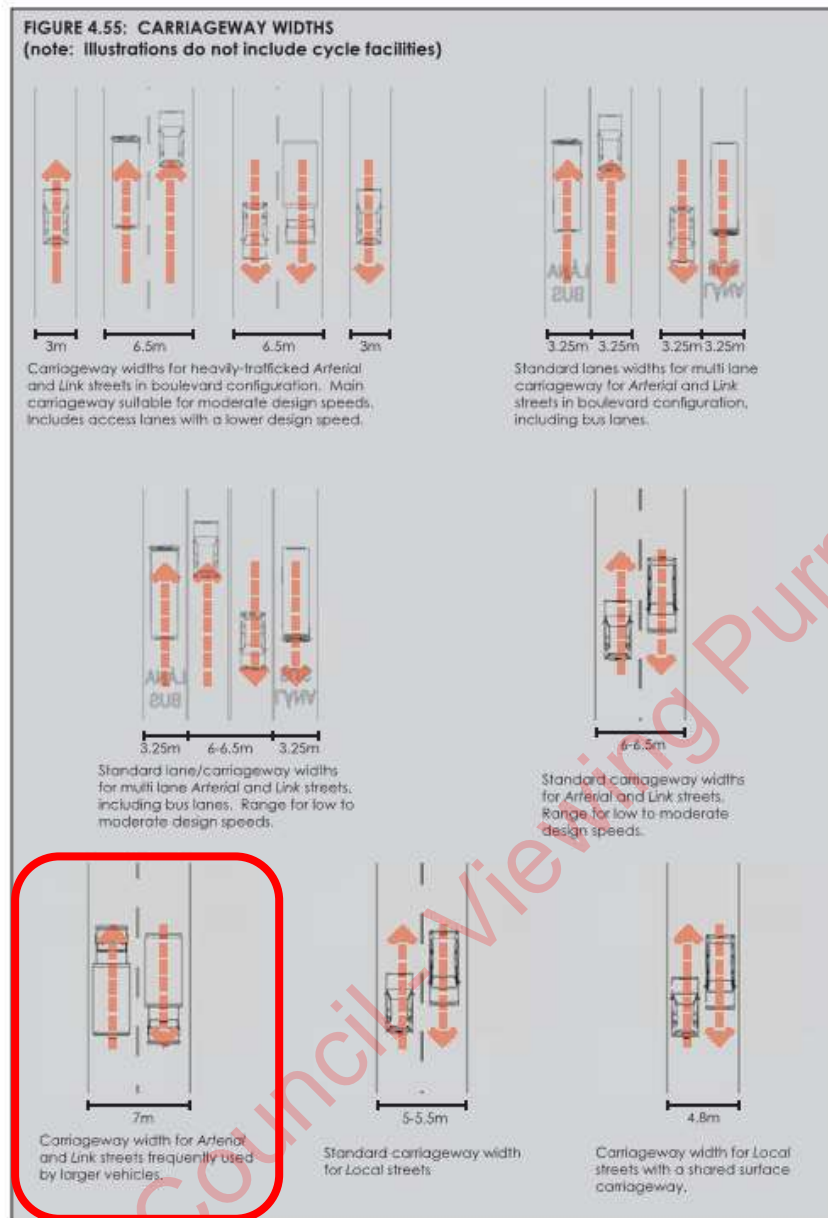 FIGURE 4.55: CARRIAGEWAY WIDTHS
(note: Illustrations do not include cycle facilities)
LÁNA
BUS
BUS
LÁNA
3m
6.5m
6.5m
3m
3.25m
3.25m
3.25m
3.25m
Carriageway widths for heavily-trafficked Arterial
and Link streets in boulevard configuration. Main
carriageway suitable for moderate design speeds.
Includes access lanes with a lower design speed.
Standard lanes widths for multi lane
carriageway for Arterial and Link
streets in boulevard configuration,
including bus lanes.
LÁNA
BUS
BUS
LÁNA
3.25m
6-6.5m
3.25m
6-6.5m
Standard lane/carriageway widths
for multi lane Arterial and Link streets,
including bus lanes. Range for low to
moderate design speeds.
Standard carriageway widths
for Arterial and Link streets.
Range for low to moderate
design speeds.
7m
5-5.5m
4.8m
Carriageway width for Arterial
and Link streets frequently used
by larger vehicles.
Standard carriageway width
for Local streets
Carriageway width for Local
streets with a shared surface
carriageway.
Council - Viewing Purp